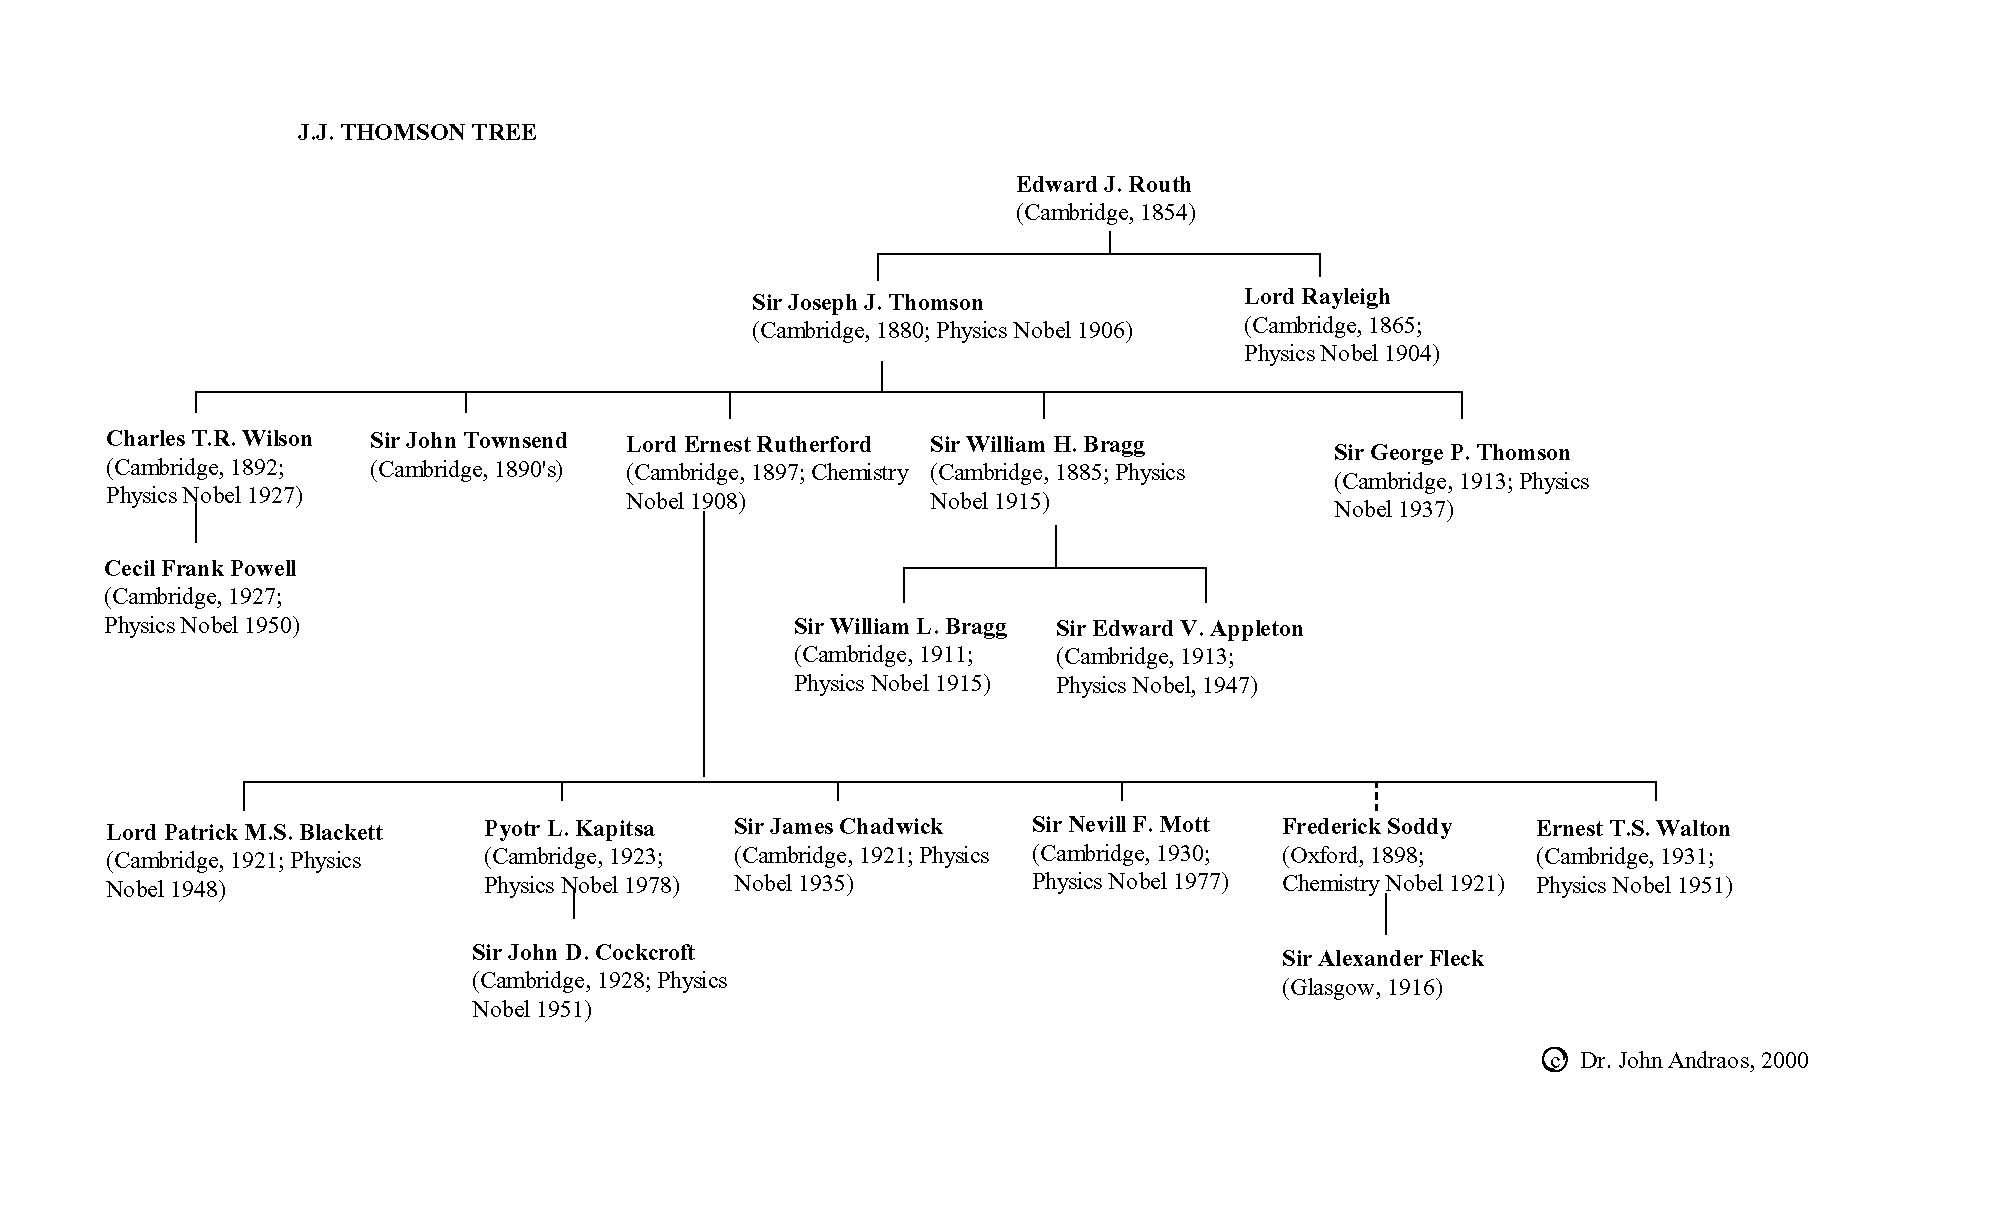 J.J. THOMSON TREE
Edward J. Routh
(Cambridge, 1854)
Sir Joseph J. Thomson
(Cambridge, 1880; Physics Nobel 1906)
Lord Rayleigh
(Cambridge, 1865;
Physics Nobel 1904)
Charles T.R. Wilson
(Cambridge, 1892;
Physics Nobel 1927)
Sir John Townsend
(Cambridge, 1890's)
Lord Ernest Rutherford
(Cambridge, 1897; Chemistry
Nobel 1908)
Sir William H. Bragg
(Cambridge, 1885; Physics
Nobel 1915)
Sir George P. Thomson
(Cambridge, 1913; Physics
Nobel 1937)
Cecil Frank Powell
(Cambridge, 1927;
Physics Nobel 1950)
Sir William L. Bragg
(Cambridge, 1911;
Physics Nobel 1915)
Sir Edward V. Appleton
(Cambridge, 1913;
Physics Nobel, 1947)
Lord Patrick M.S. Blackett
(Cambridge, 1921; Physics
Nobel 1948)
Pyotr L. Kapitsa
(Cambridge, 1923;
Physics Nobel 1978)
Sir James Chadwick
(Cambridge, 1921; Physics
Nobel 1935)
Sir Nevill F. Mott
(Cambridge, 1930;
Physics Nobel 1977)
Frederick Soddy
(Oxford, 1898;
Chemistry Nobel 1921)
Ernest T.S. Walton
(Cambridge, 1931;
Physics Nobel 1951)
Sir John D. Cockcroft
(Cambridge, 1928; Physics
Nobel 1951)
Sir Alexander Fleck
(Glasgow, 1916)
© Dr. John Andraos, 2000